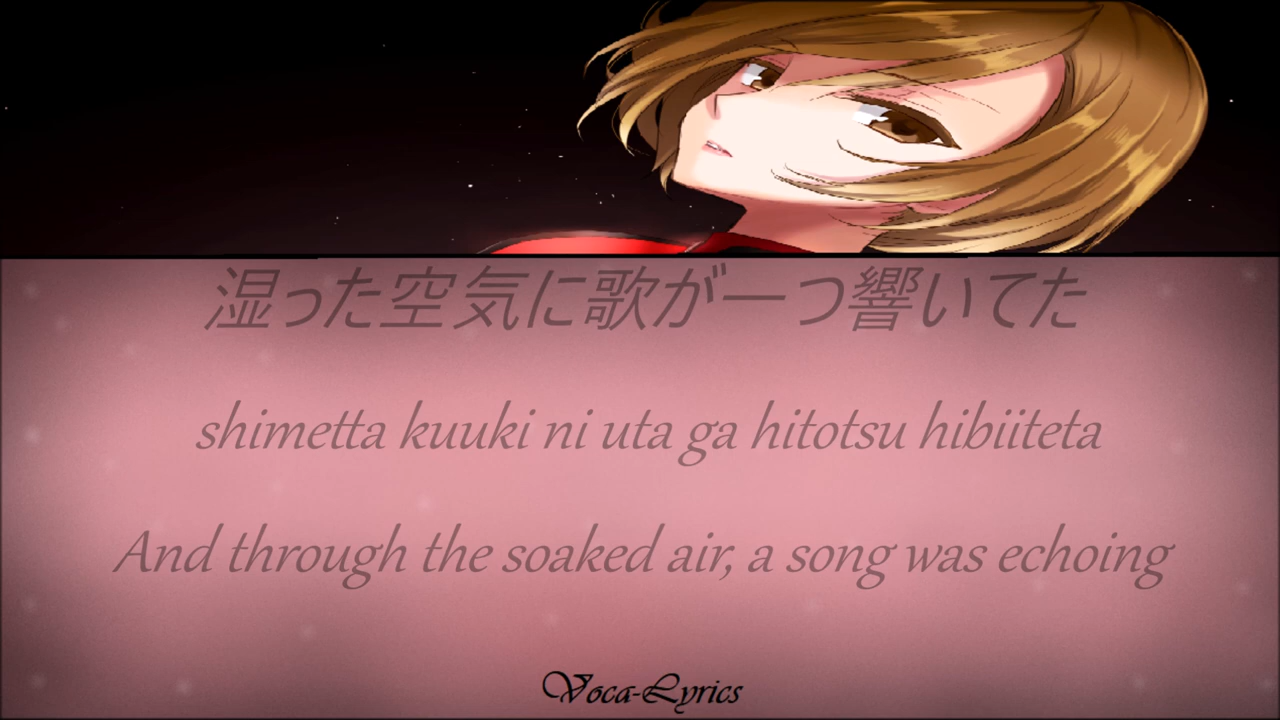 湿った空気に歌が一つ響いてた
shimetta kuuki ni uta ga hitotsu hibiiteta
And through the soaked air, a song was echoing
Voca-Lyrics